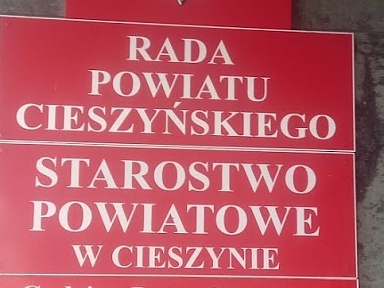 RADA
POWIATU
CIESZYŃSKIEGO
STAROSTWO
POWIATOWE
W CIESZYNIE